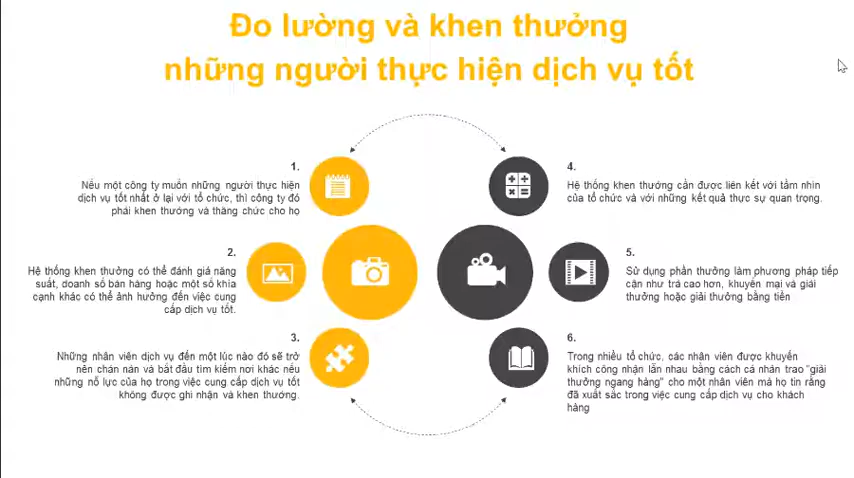 Đo lường và khen thưởng
những người thực hiện dịch vụ tốt
1.
Nếu một công ty muốn những người thực hiện
dịch vụ tốt nhất ở lại với tổ chức, thì công ty đó
phải khen thưởng và thăng chức cho họ
2.
Hệ thống khen thưởng có thể đánh giá năng
suất, doanh số bán hàng hoặc một số khía
cạnh khác có thể ảnh hưởng đến việc cung
cấp dịch vụ tốt.
3.
Những nhân viên dịch vụ đến một lúc nào đó sẽ trở
nên chán nản và bắt đầu tìm kiếm nơi khác nếu
những nỗ lực của họ trong việc cung cấp dịch vụ tốt
không được ghi nhận và khen thưởng.
4.
Hệ thống khen thưởng cần được liên kết với tầm nhìn
của tổ chức và với những kết quả thực sự quan trọng.
5.
Sử dụng phần thưởng làm phương pháp tiếp
cận như trả cao hơn, khuyến mại và giải
thưởng hoặc giải thưởng bằng tiền
6.
Trong nhiều tổ chức, các nhân viên được khuyến
khích công nhận lẫn nhau bằng cách cá nhân trao "giải
thưởng ngang hàng" cho một nhân viên mà họ tin rằng
đã xuất sắc trong việc cung cấp dịch vụ cho khách
hàng